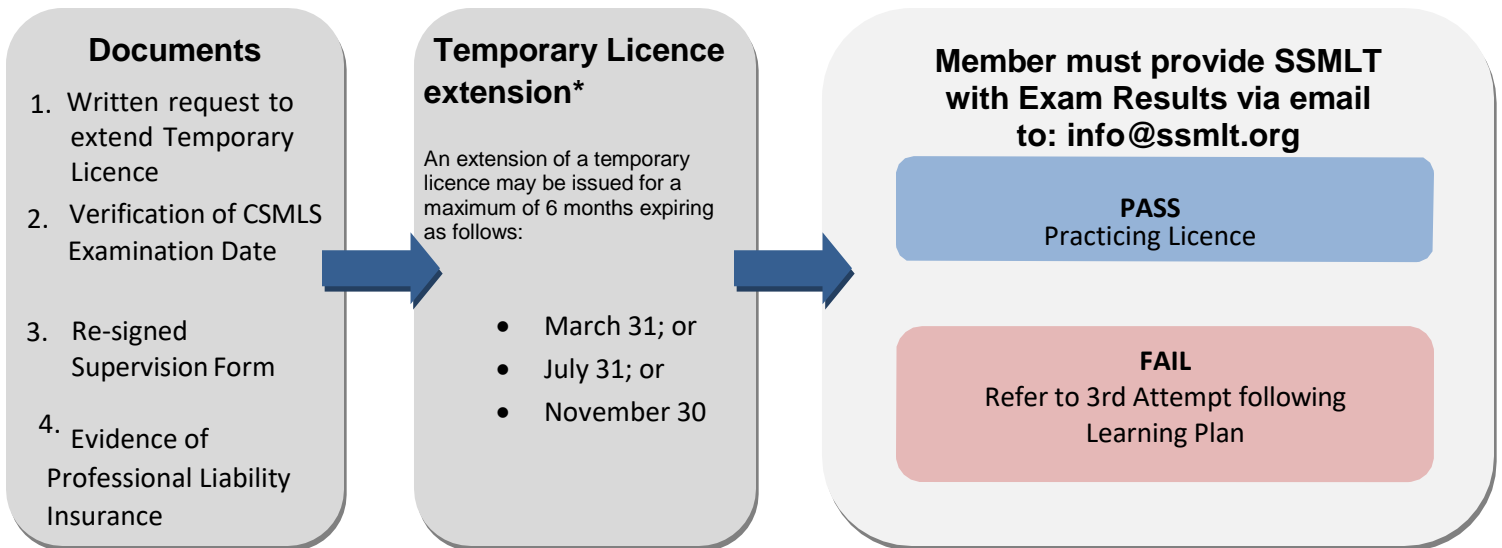 Documents
1. Written request to
extend Temporary
Licence
2. Verification of CSMLS
Examination Date
3. Re-signed
Supervision Form
4. Evidence of
Professional Liability
Insurance
Temporary Licence
extension*
An extension of a temporary
licence may be issued for a
maximum of 6 months expiring
as follows:
• March 31; or
• July 31; or
• November 30
Member must provide SSMLT
with Exam Results via email
to: info@ssmlt.org
PASS
Practicing Licence
FAIL
Refer to 3rd Attempt following
Learning Plan